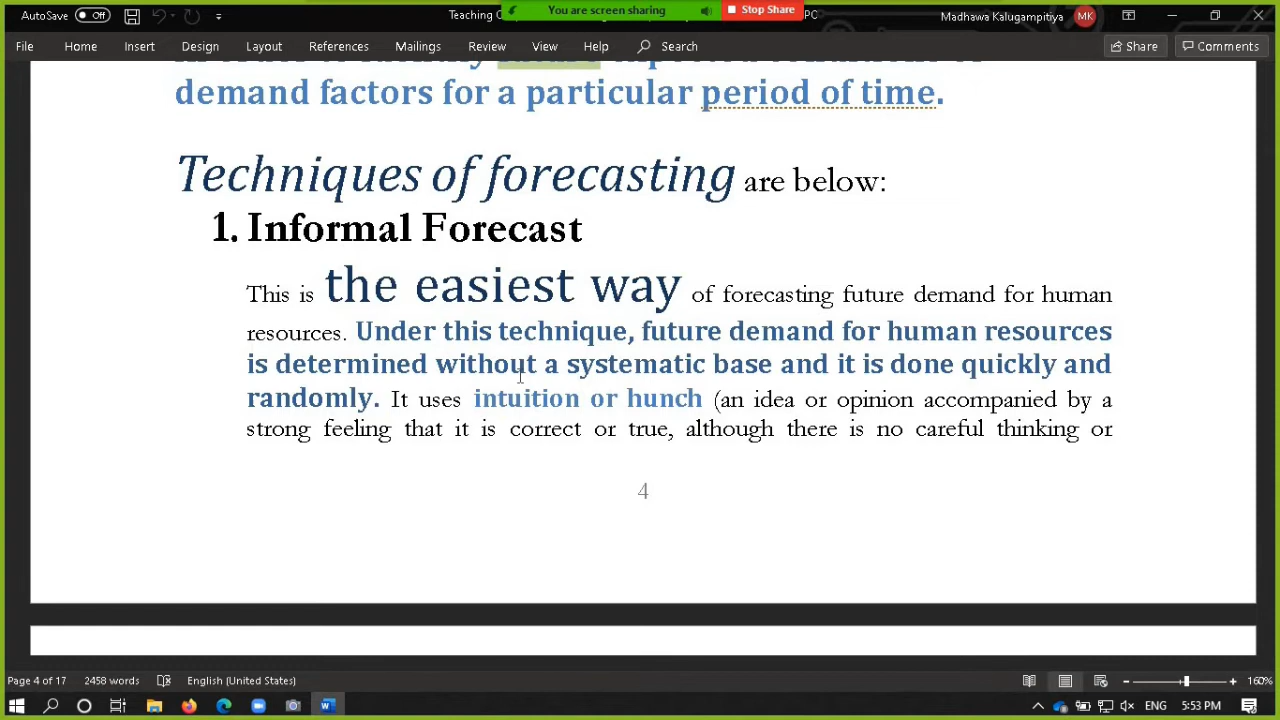 Teaching
You are screen sharing
Stop Share
PC
Madhawa Kalugampitiya
MK
AutoSave
Off
File
Home
Insert
Design
Layout
References
Mailings
Review
View
Help
Search
Share
Comments
demand factors for a particular period of time.
Techniques of forecasting are below:
1. Informal Forecast
This is the easiest way of forecasting future demand for human
resources. Under this technique, future demand for human resources
is determined without a systematic base and it is done quickly and
randomly. It uses intuition or hunch (an idea or opinion accompanied by a
strong feeling that it is correct or true, although there is no careful thinking or
4
Page 4 of 17
2458 words
English (United States)
160%
ENG
5:53 PM